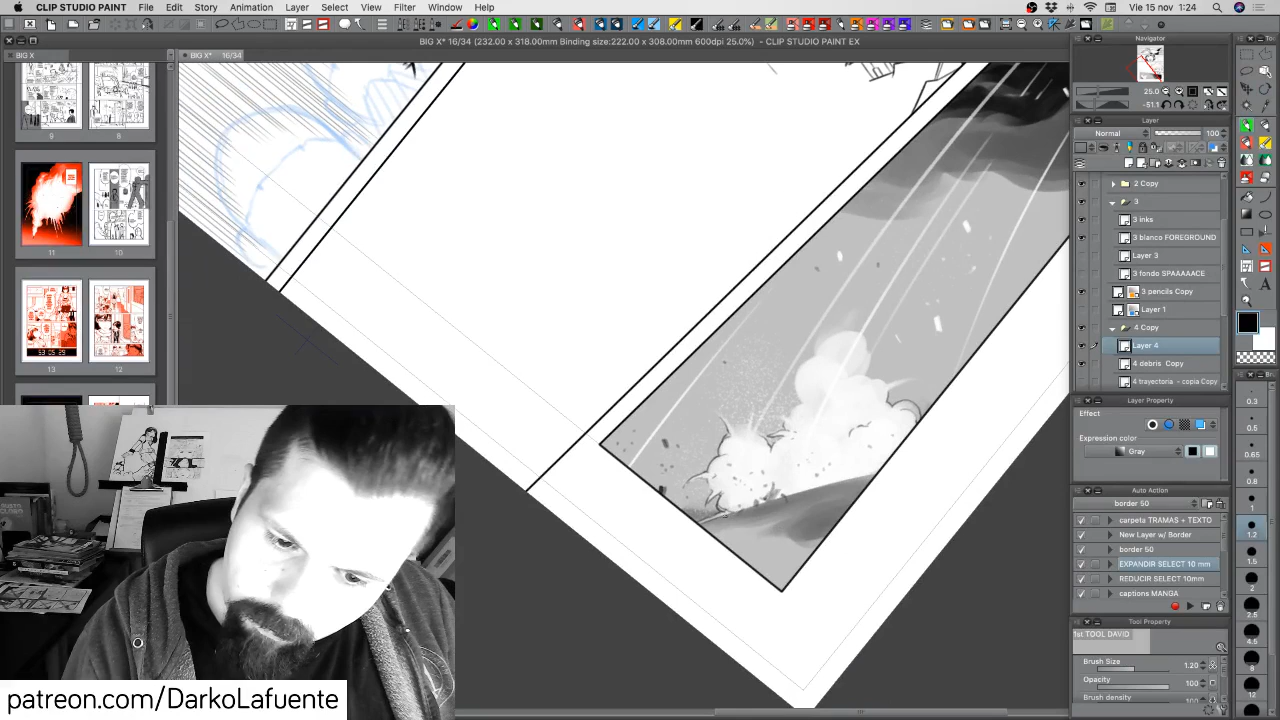 CLIP STUDIO PAINT File Edit Story Animation Layer Select View Filter Window Help
Vie 15 nov 1:24
BIG X* 16/34 (232.00 x 318.00mm Binding size:222.00 x 308.00mm 600dpi 25.0%) - CLIP STUDIO PAINT EX
BIG X
BIG X* 16/34
9
8
11
10
13
12
53:05:29
Navigator
25.0
-51.1
Layer
Normal
100
2 Copy
3
3 inks
3 blanco FOREGROUND
Layer 3
3 fondo SPAAAAACE
3 pencils Copy
Layer 1
4 Copy
Layer 4
4 debris Copy
4 trayectoria - copia Copy
Layer Property
Effect
Expression color
Gray
Auto Action
border 50
carpeta TRAMAS + TEXTO
New Layer w/ Border
border 50
EXPANDIR SELECT 10 mm
REDUCIR SELECT 10mm
captions MANGA
Tool Property
1st TOOL DAVID
Brush Size 1.20
Opacity 100
Brush density
To
Br
0.3
0.5
0.65
0.8
1
1.2
1.5
2
2.5
4.5
8
12
patreon.com/DarkoLafuente